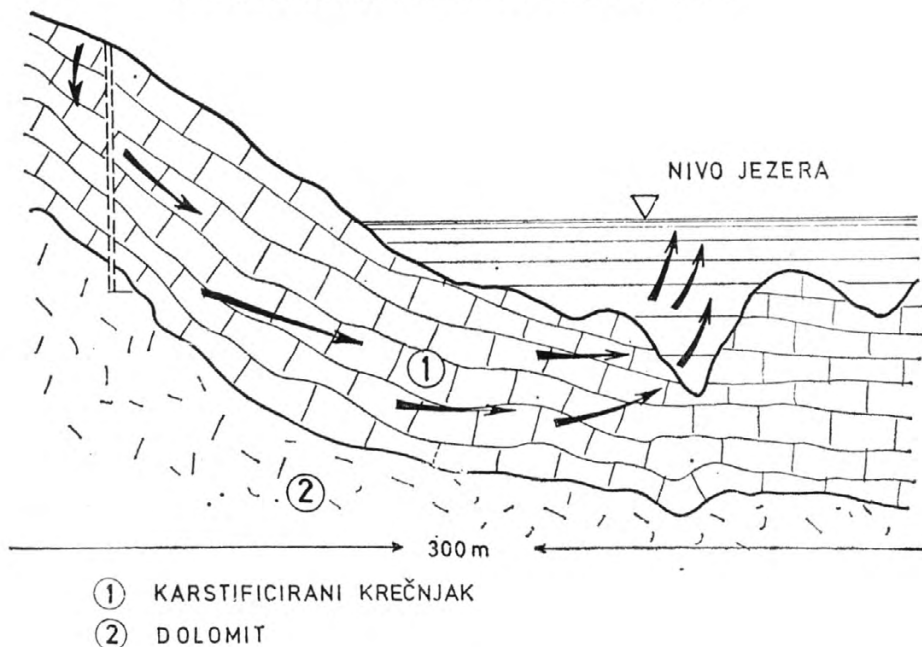 NIVO JEZERA
1
2
300 m
1 KARSTIFICIRANI KREČNJAK
2 DOLOMIT